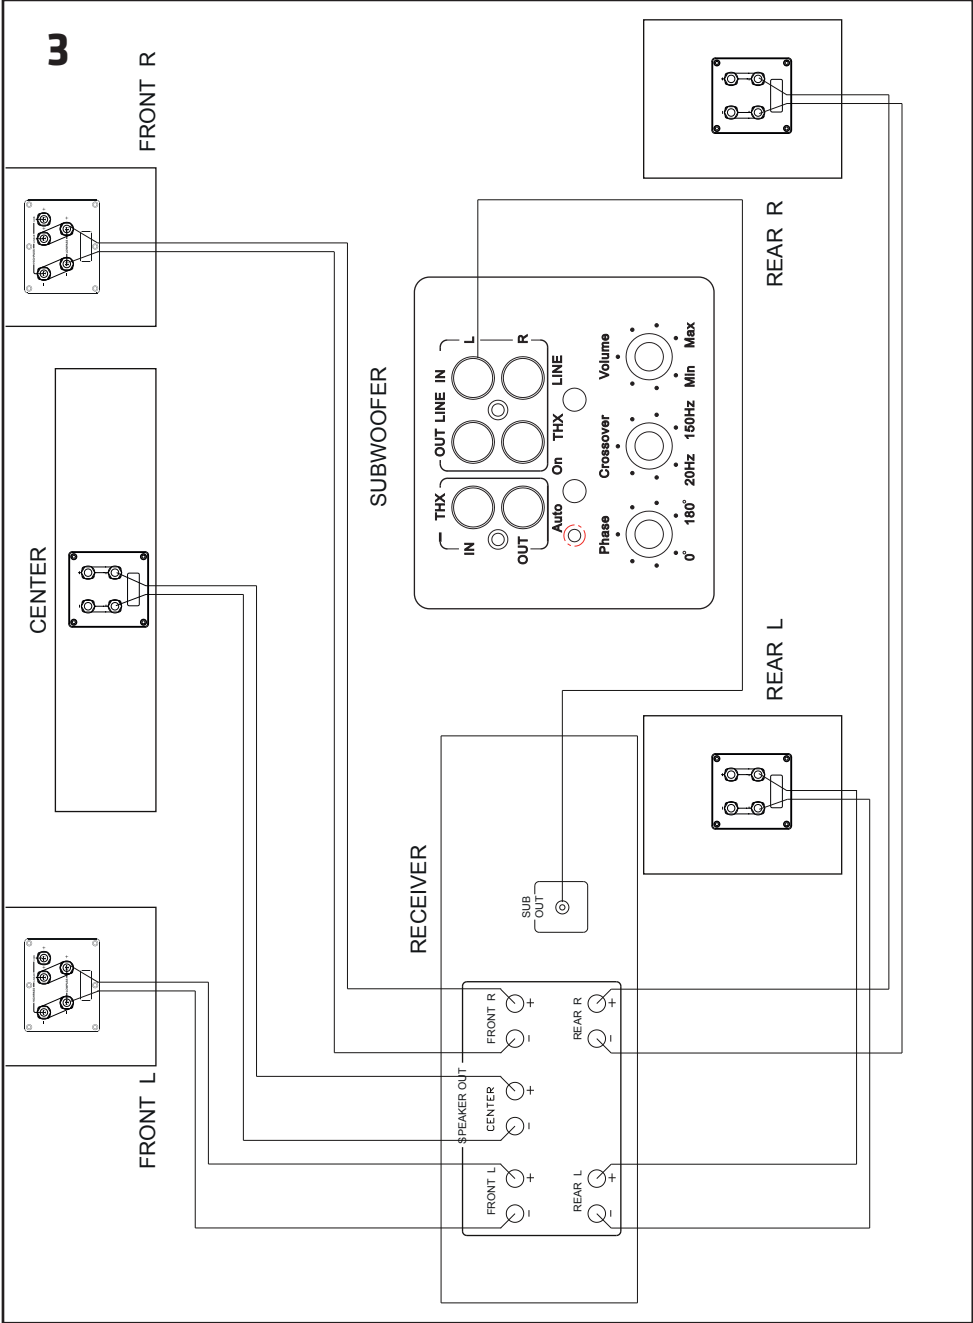 3
FRONT L
CENTER
FRONT R
RECEIVER
SUBWOOFER
SPEAKER OUT
FRONT L
- +
CENTER
- +
FRONT R
- +
REAR L
- +
REAR R
- +
SUB
OUT
THX
IN
OUT
OUT LINE IN
L
R
Auto On THX LINE
Phase
0° 180°
Crossover
20Hz 150Hz
Volume
Min Max
REAR L
REAR R